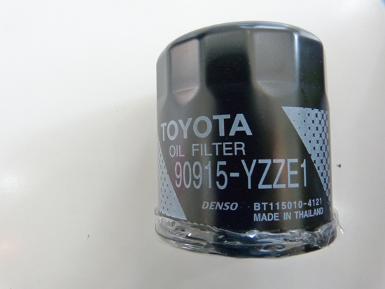 TOYOTA
OIL FILTER
90915-YZZE1
DENSO BT115010-4121
MADE IN THAILAND